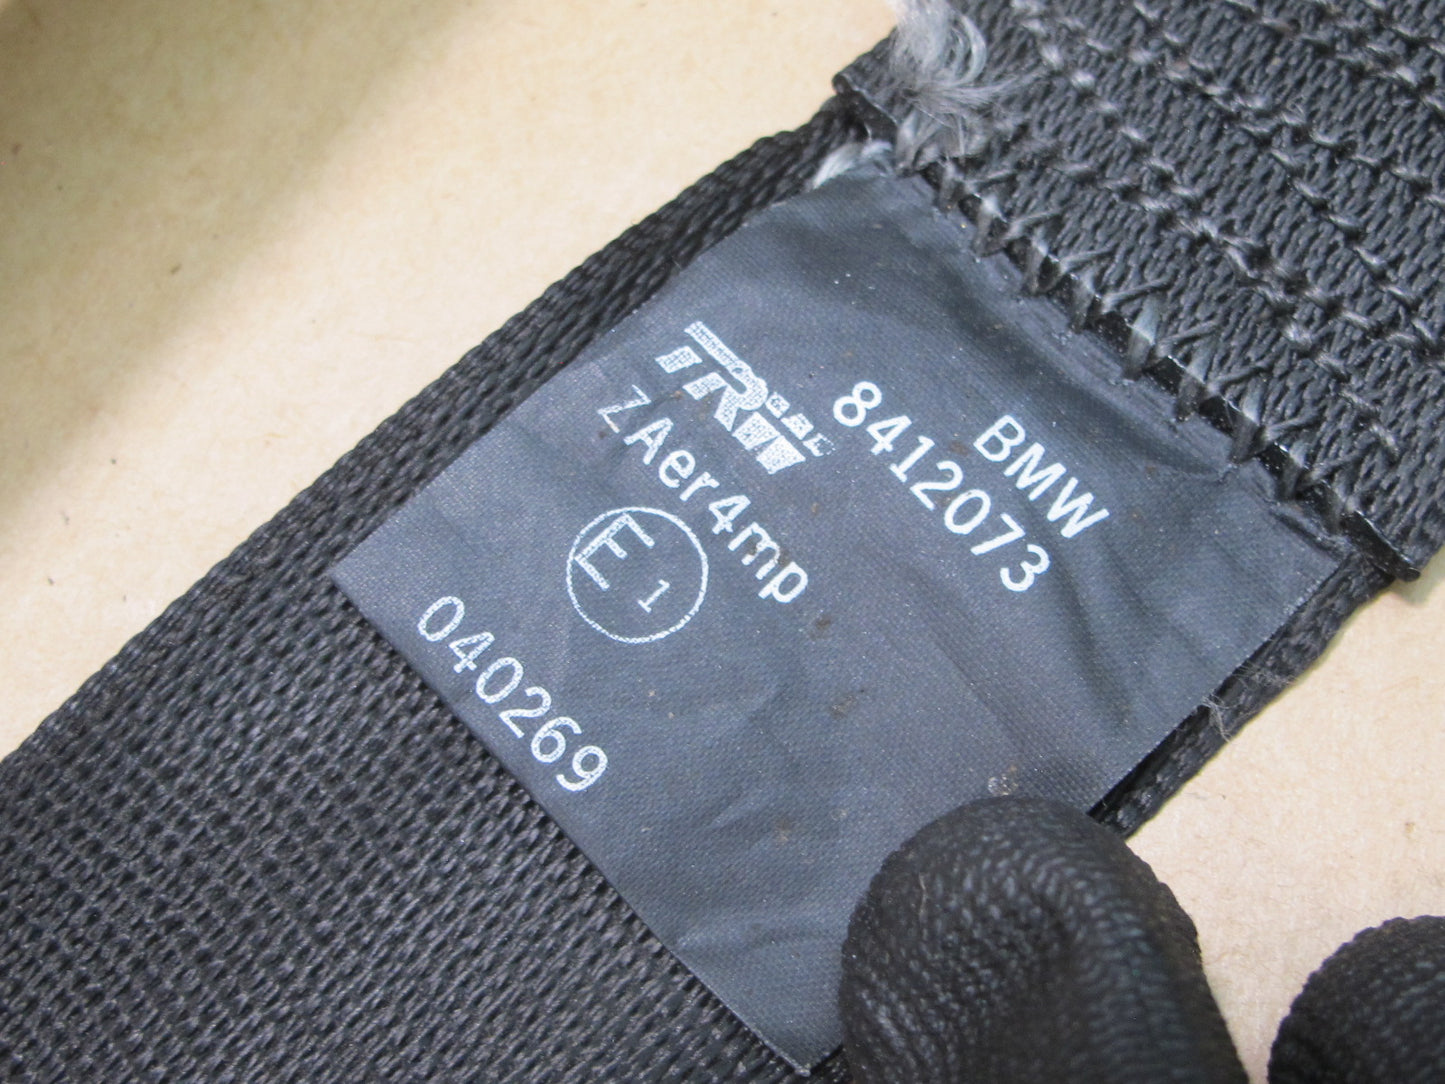 BMW
8412073
TRW
ZAer4mp
E1
040269